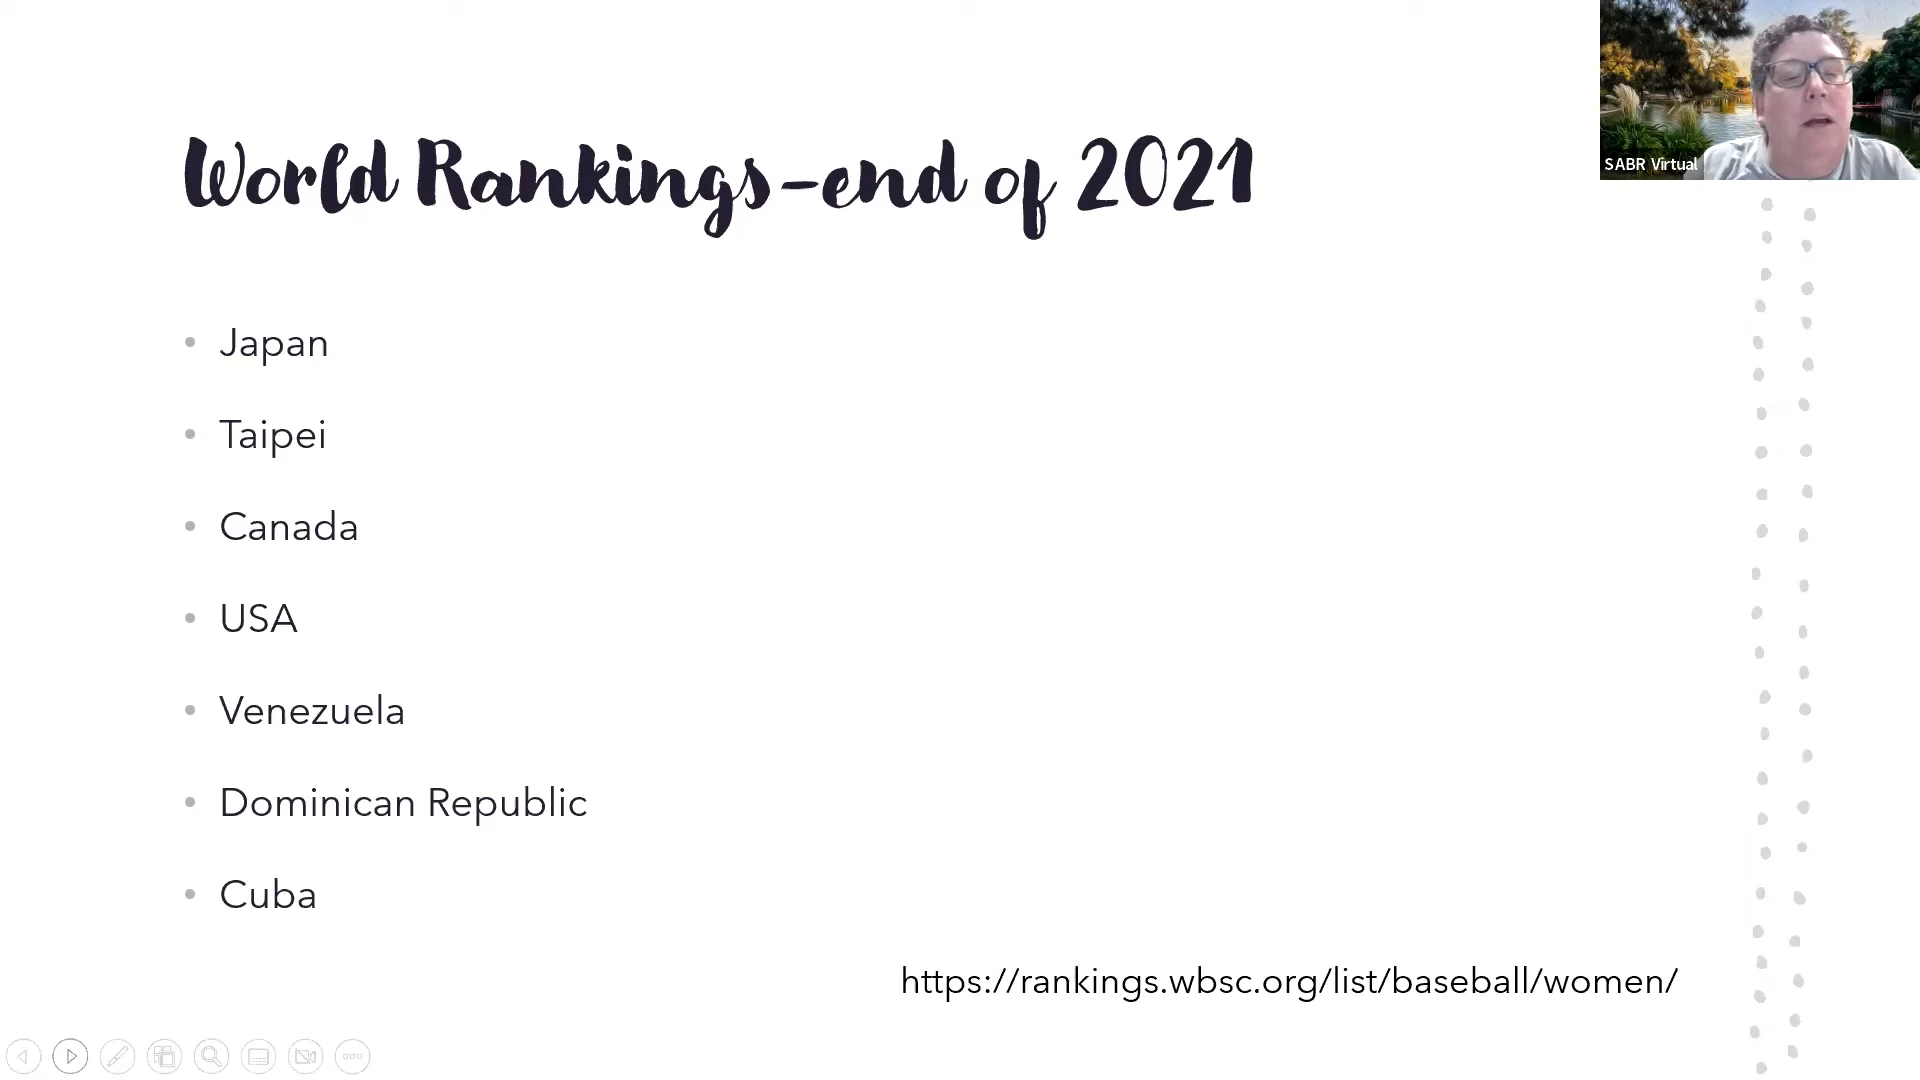 World Rankings-end of 2021
SABR Virtual
• Japan
• Taipei
• Canada
• USA
• Venezuela
• Dominican Republic
• Cuba
https://rankings.wbsc.org/list/baseball/women/